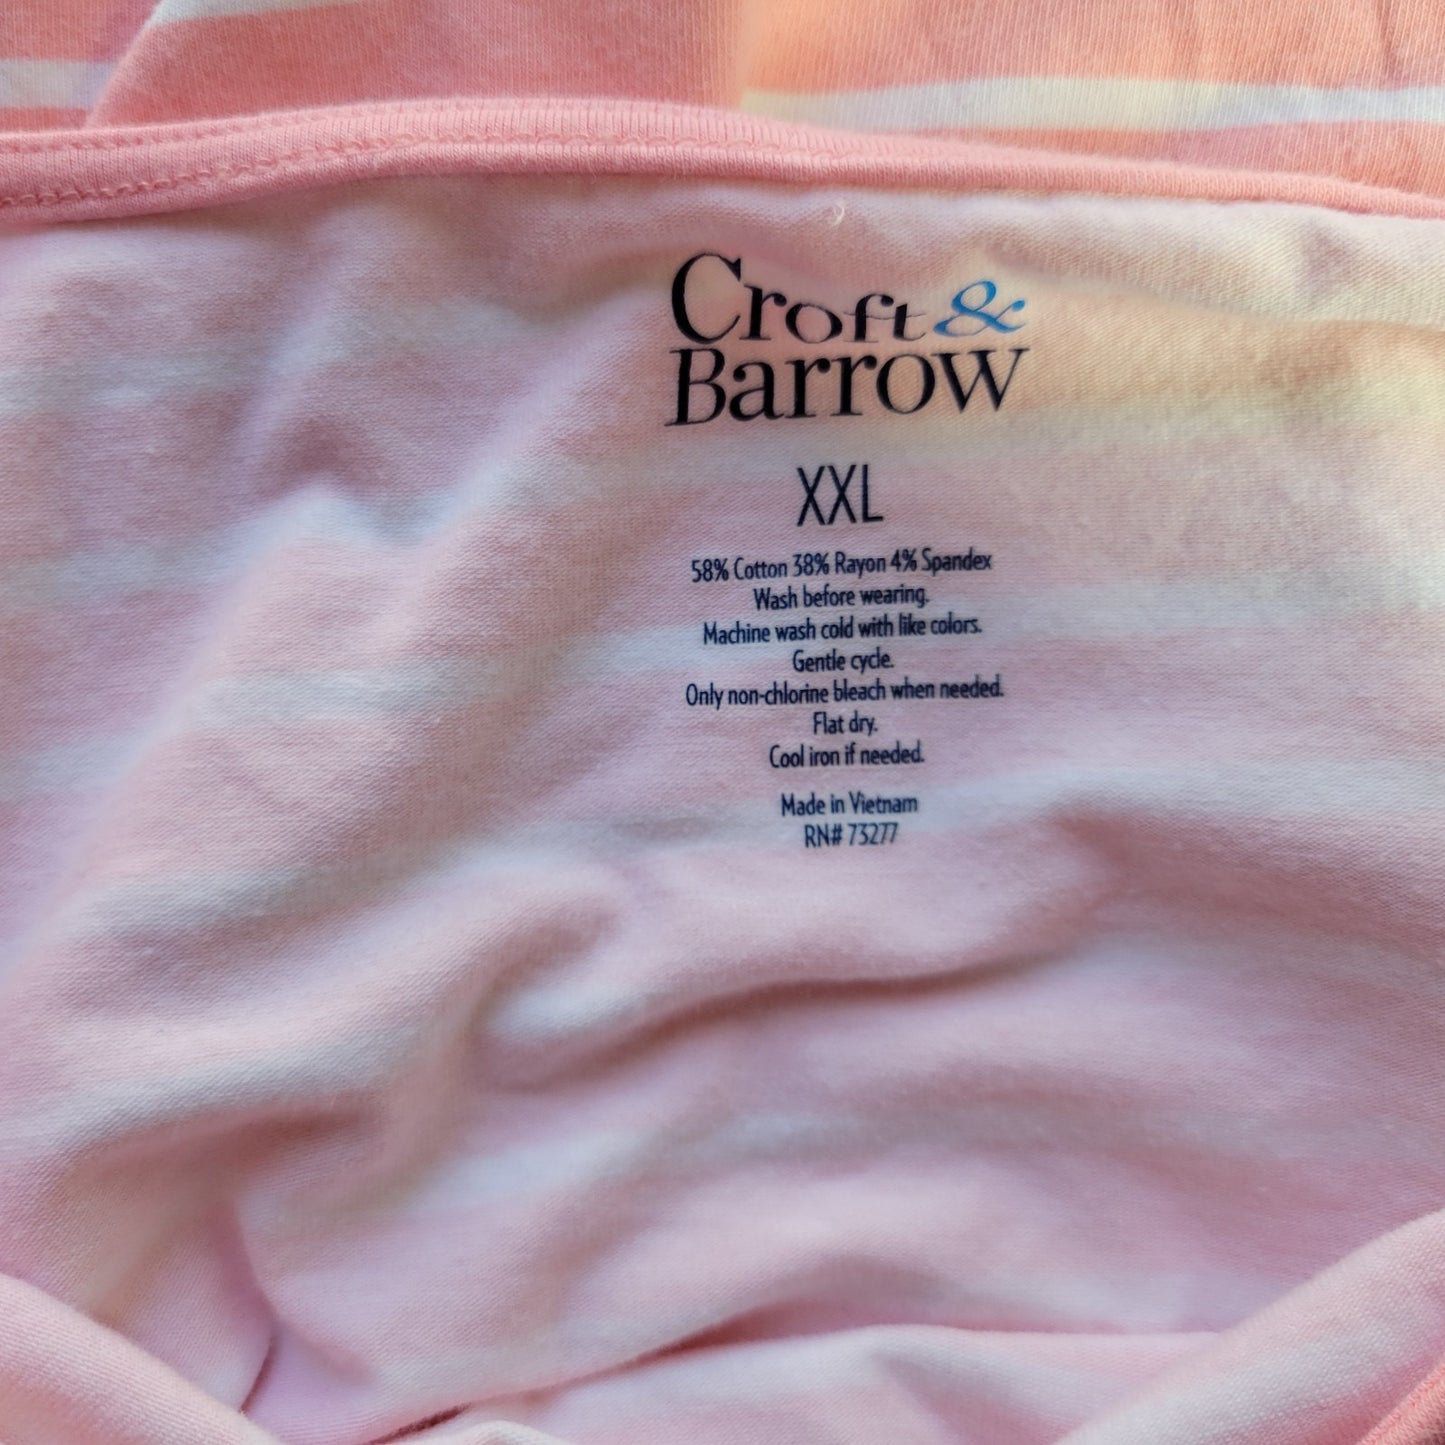 Croft &
Barrow
XXL
58% Cotton 38% Rayon 4% Spandex
Wash before wearing.
Machine wash cold with like colors.
Gentle cycle.
Only non-chlorine bleach when needed.
Flat dry.
Cool iron if needed.
Made in Vietnam
RN# 73277